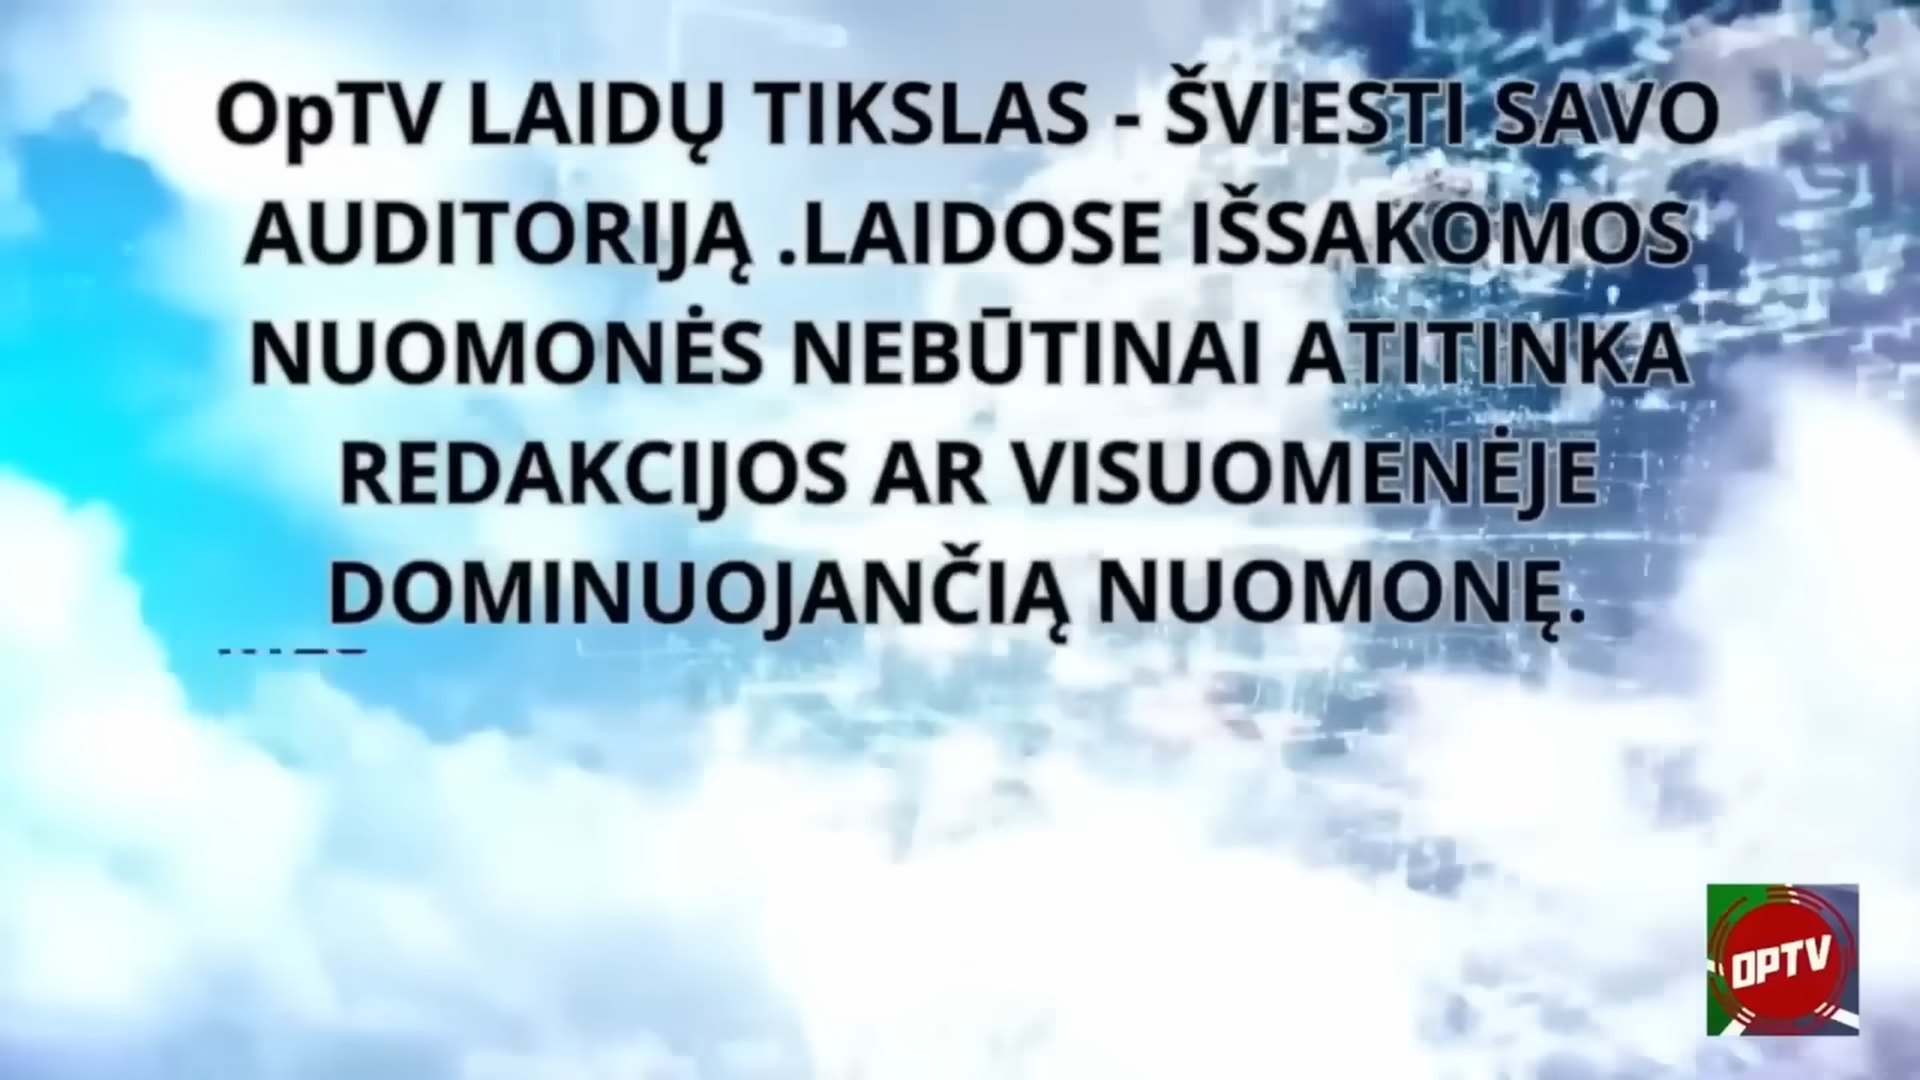 OpTV LAIDŲ TIKSLAS - ŠVIESTI SAVO
AUDITORIJĄ .LAIDOSE IŠSAKOMOS
NUOMONĖS NEBŪTINAI ATITINKA
REDAKCIJOS AR VISUOMENĖJE
DOMINUOJANČIĄ NUOMONĘ.
OPTV